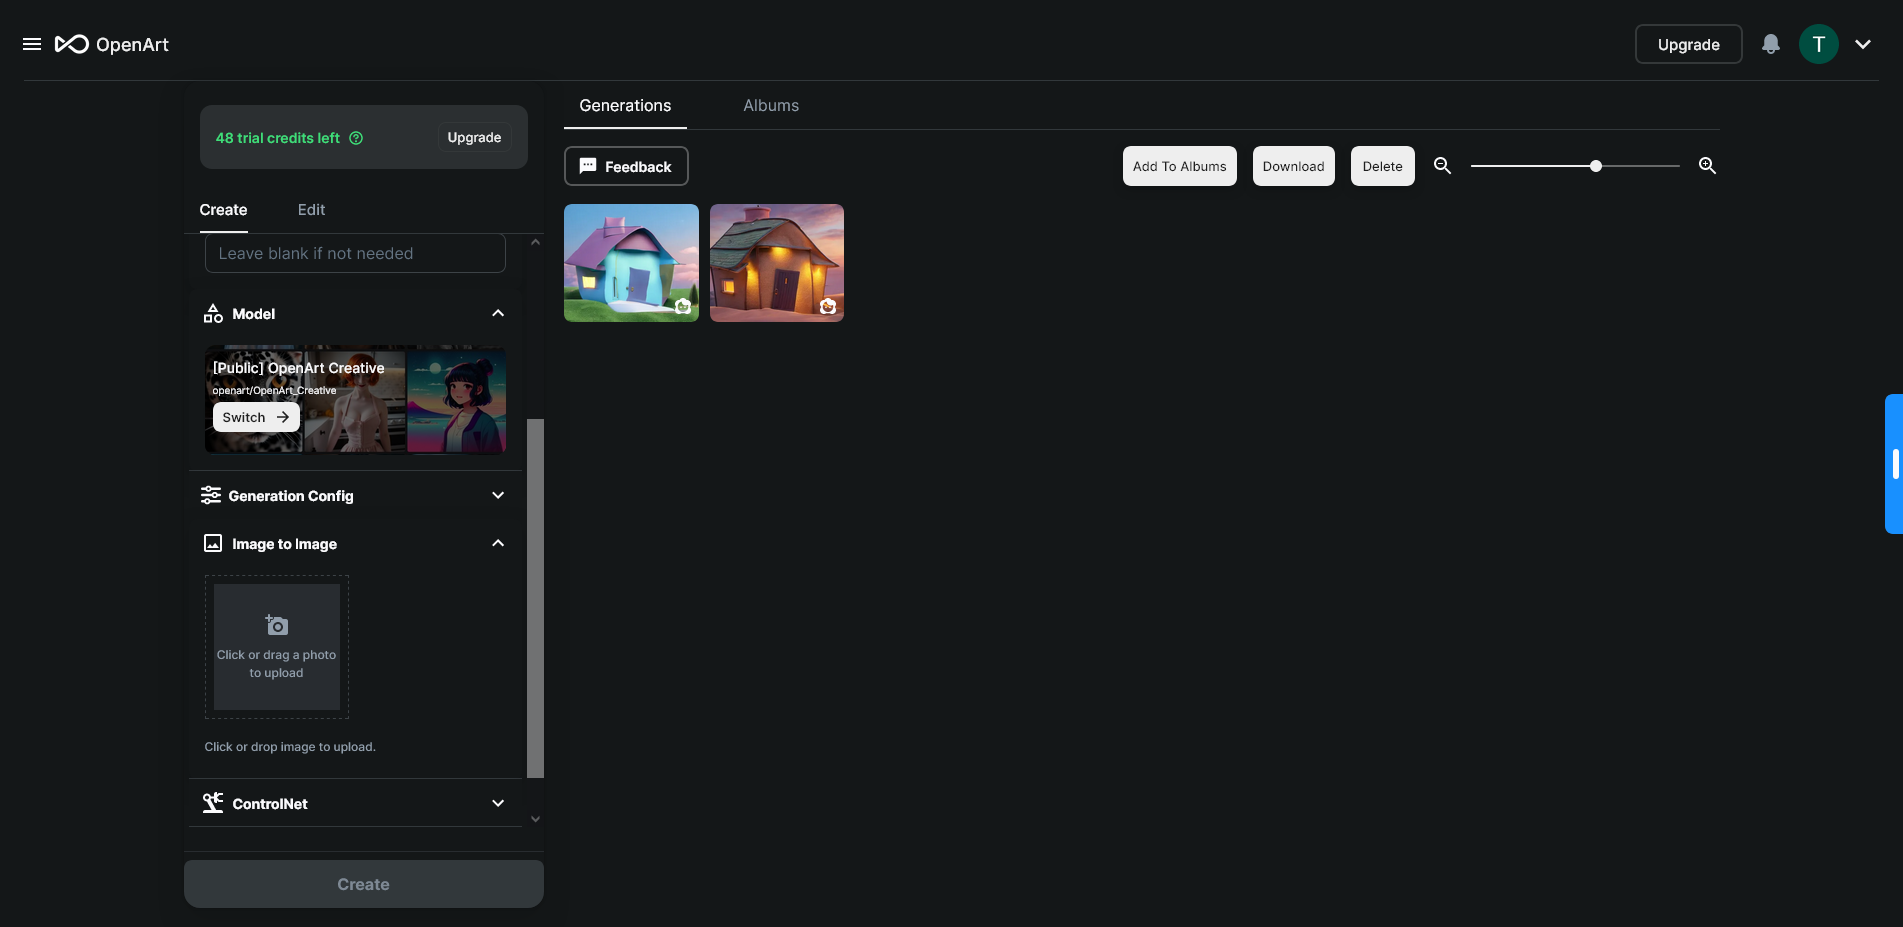 OpenArt
Upgrade
T
48 trial credits left
Upgrade
Create
Edit
Leave blank if not needed
Model
[Public] OpenArt Creative
openart/OpenArt_Creative
Switch
Generation Config
Image to Image
Click or drag a photo
to upload
Click or drop image to upload.
ControlNet
Create
Generations
Albums
Feedback
Add To Albums
Download
Delete